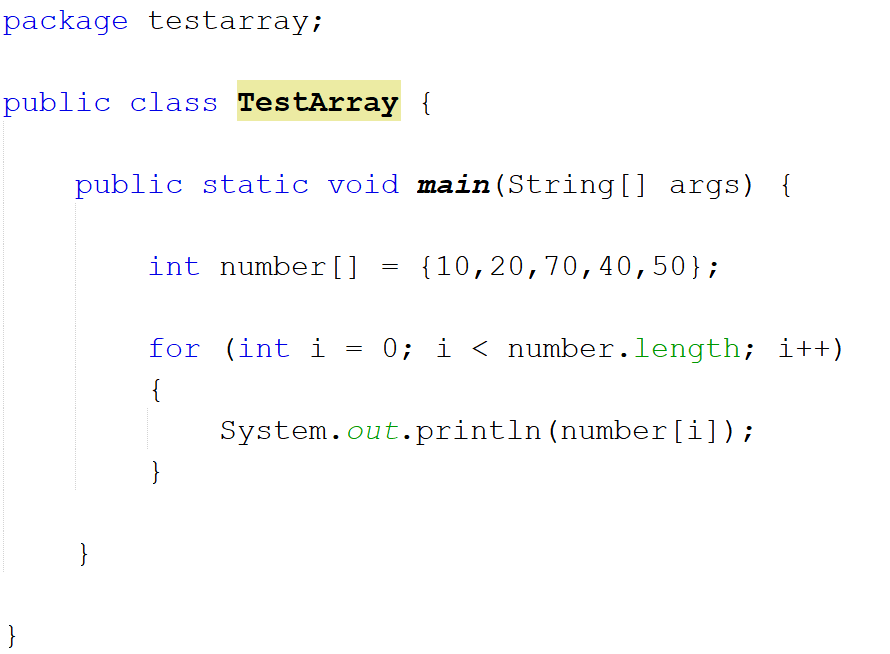 package testarray;
public class TestArray {
public static void main(String[] args) {
int number[] = {10,20,70,40,50};
for (int i = 0; i < number.length; i++)
{
System.out.println(number[i]);
}
}
}